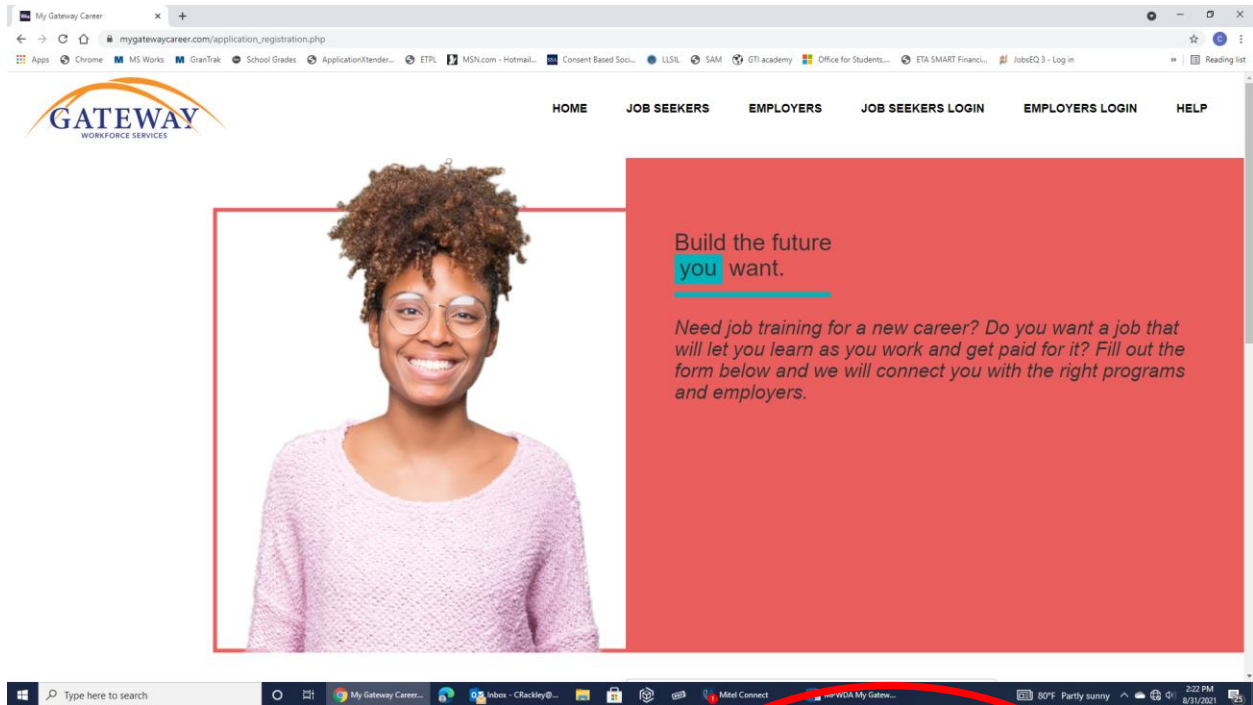 My Gateway Career
mygatewaycareer.com/application_registration.php
Apps Chrome MS Works GranTrak School Grades ApplicationXtender... ETPL MSN.com - Hotmail... Consent Based Soci... LLSIL SAM GTI academy Office for Students,... ETA SMART Financi... JobsEQ 3 - Log in » Reading list
GATEWAY
WORKFORCE SERVICES
HOME JOB SEEKERS EMPLOYERS JOB SEEKERS LOGIN EMPLOYERS LOGIN HELP
Build the future
you want.
Need job training for a new career? Do you want a job that
will let you learn as you work and get paid for it? Fill out the
form below and we will connect you with the right programs
and employers.
Type here to search My Gateway Career... Inbox - CRackley@... Mitel Connect MPWDA My Gatew... 80°F Partly sunny 2:22 PM
8/31/2021